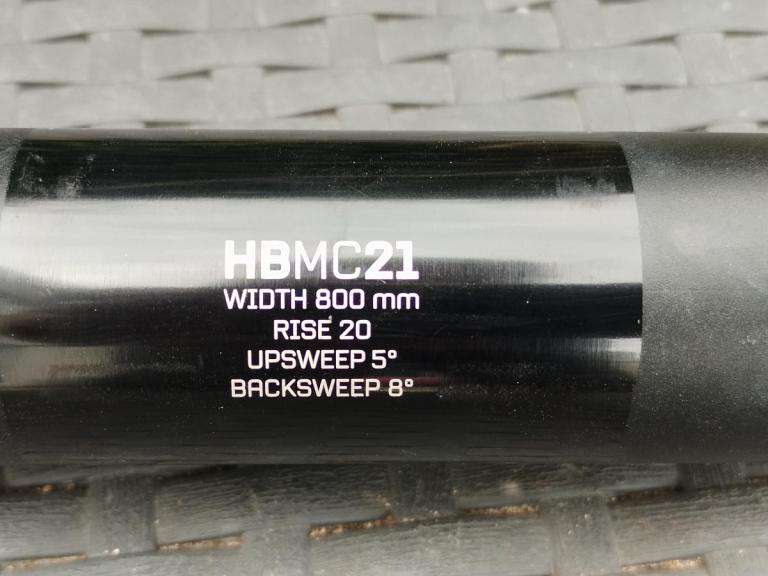 HBMC21
WIDTH 800 mm
RISE 20
UPSWEEP 5°
BACKSWEEP 8°